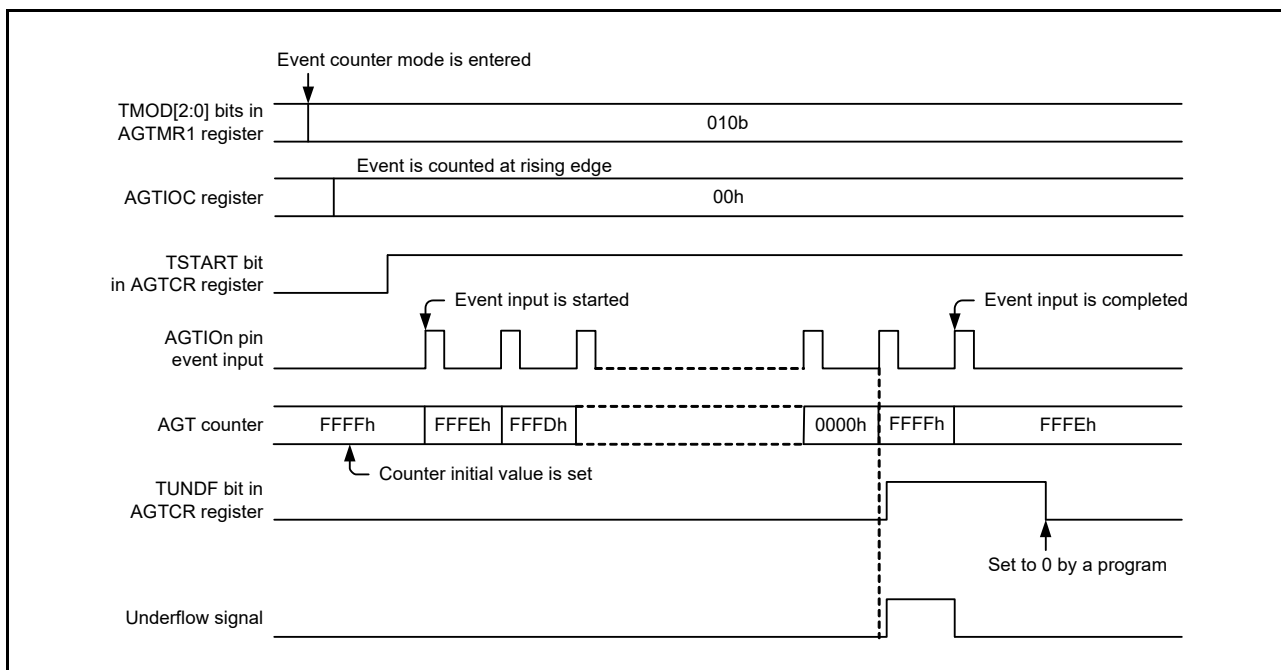 Event counter mode is entered
TMOD[2:0] bits in
AGTMR1 register
010b
Event is counted at rising edge
AGTIOC register
00h
TSTART bit
in AGTCR register
Event input is started
Event input is completed
AGTIOn pin
event input
AGT counter
FFFFh
FFFEh
FFFDh
0000h
FFFFh
FFFEh
Counter initial value is set
TUNDF bit in
AGTCR register
Set to 0 by a program
Underflow signal